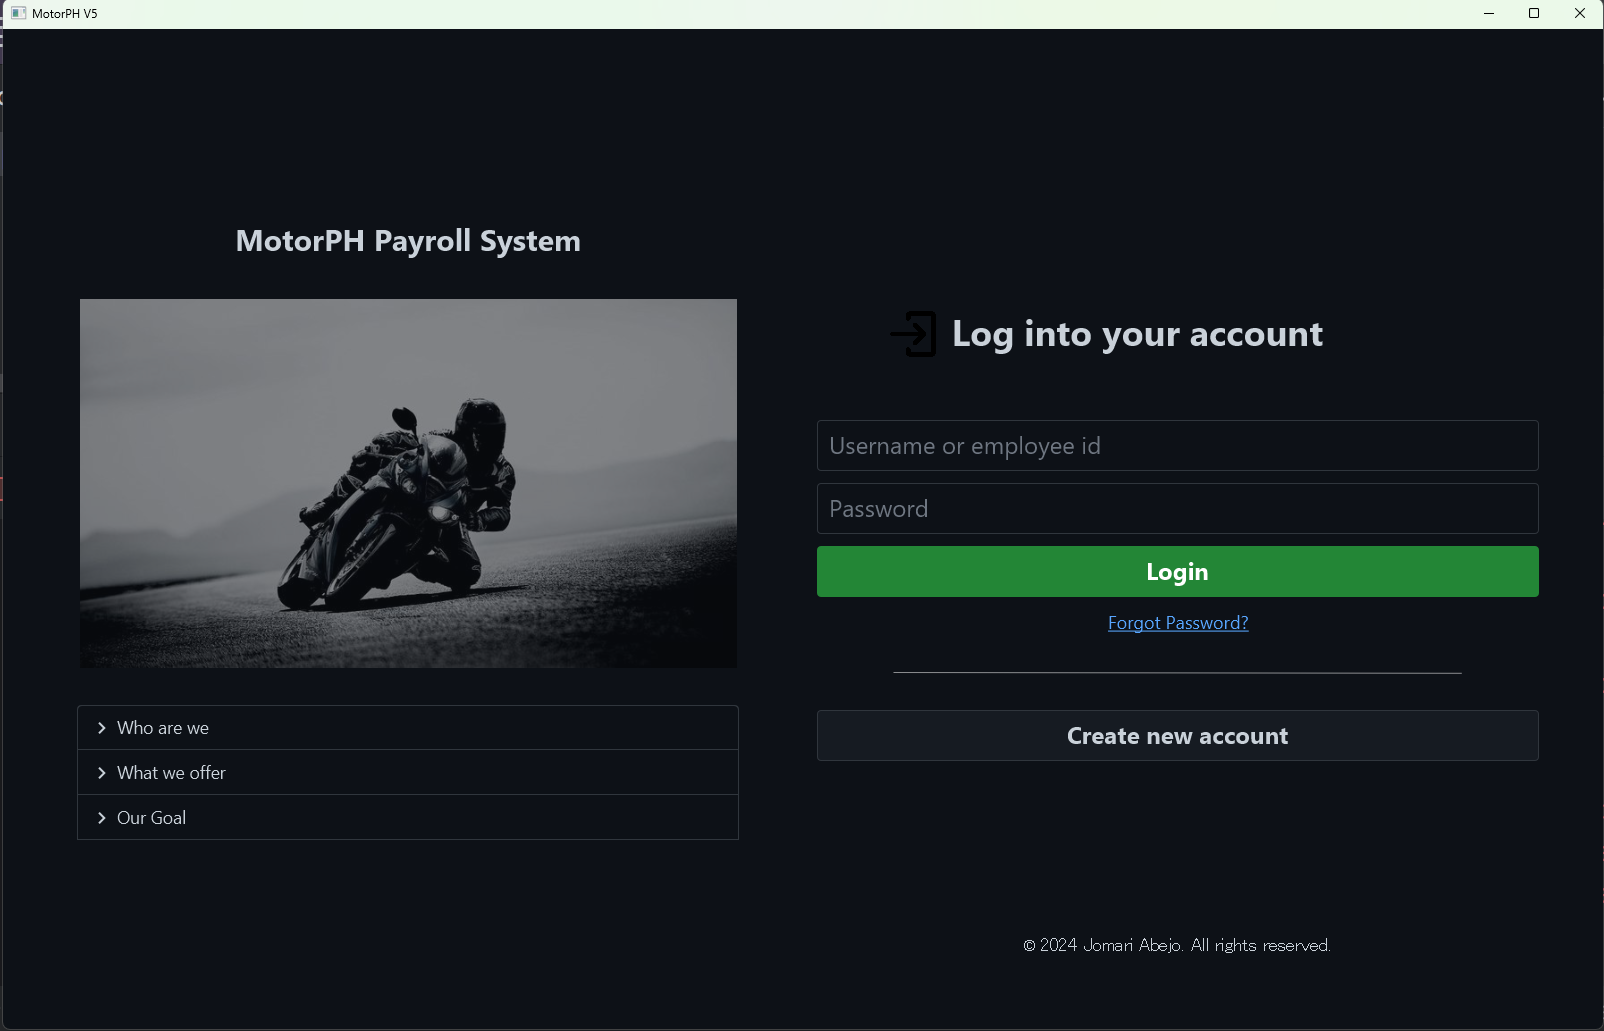 MotorPH V5
MotorPH Payroll System
Who are we
What we offer
Our Goal
Log into your account
Username or employee id
Password
Login
Forgot Password?
Create new account
© 2024 Jomari Abejo. All rights reserved.